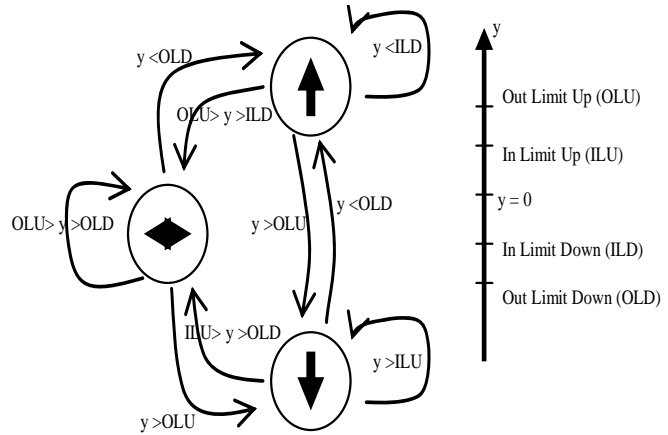 y <OLD
y <ILD
OLU> y >ILD
OLU> y >OLD
y >OLU
y <OLD
ILU> y >OLD
y >ILU
y >OLU
y
Out Limit Up (OLU)
In Limit Up (ILU)
y = 0
In Limit Down (ILD)
Out Limit Down (OLD)